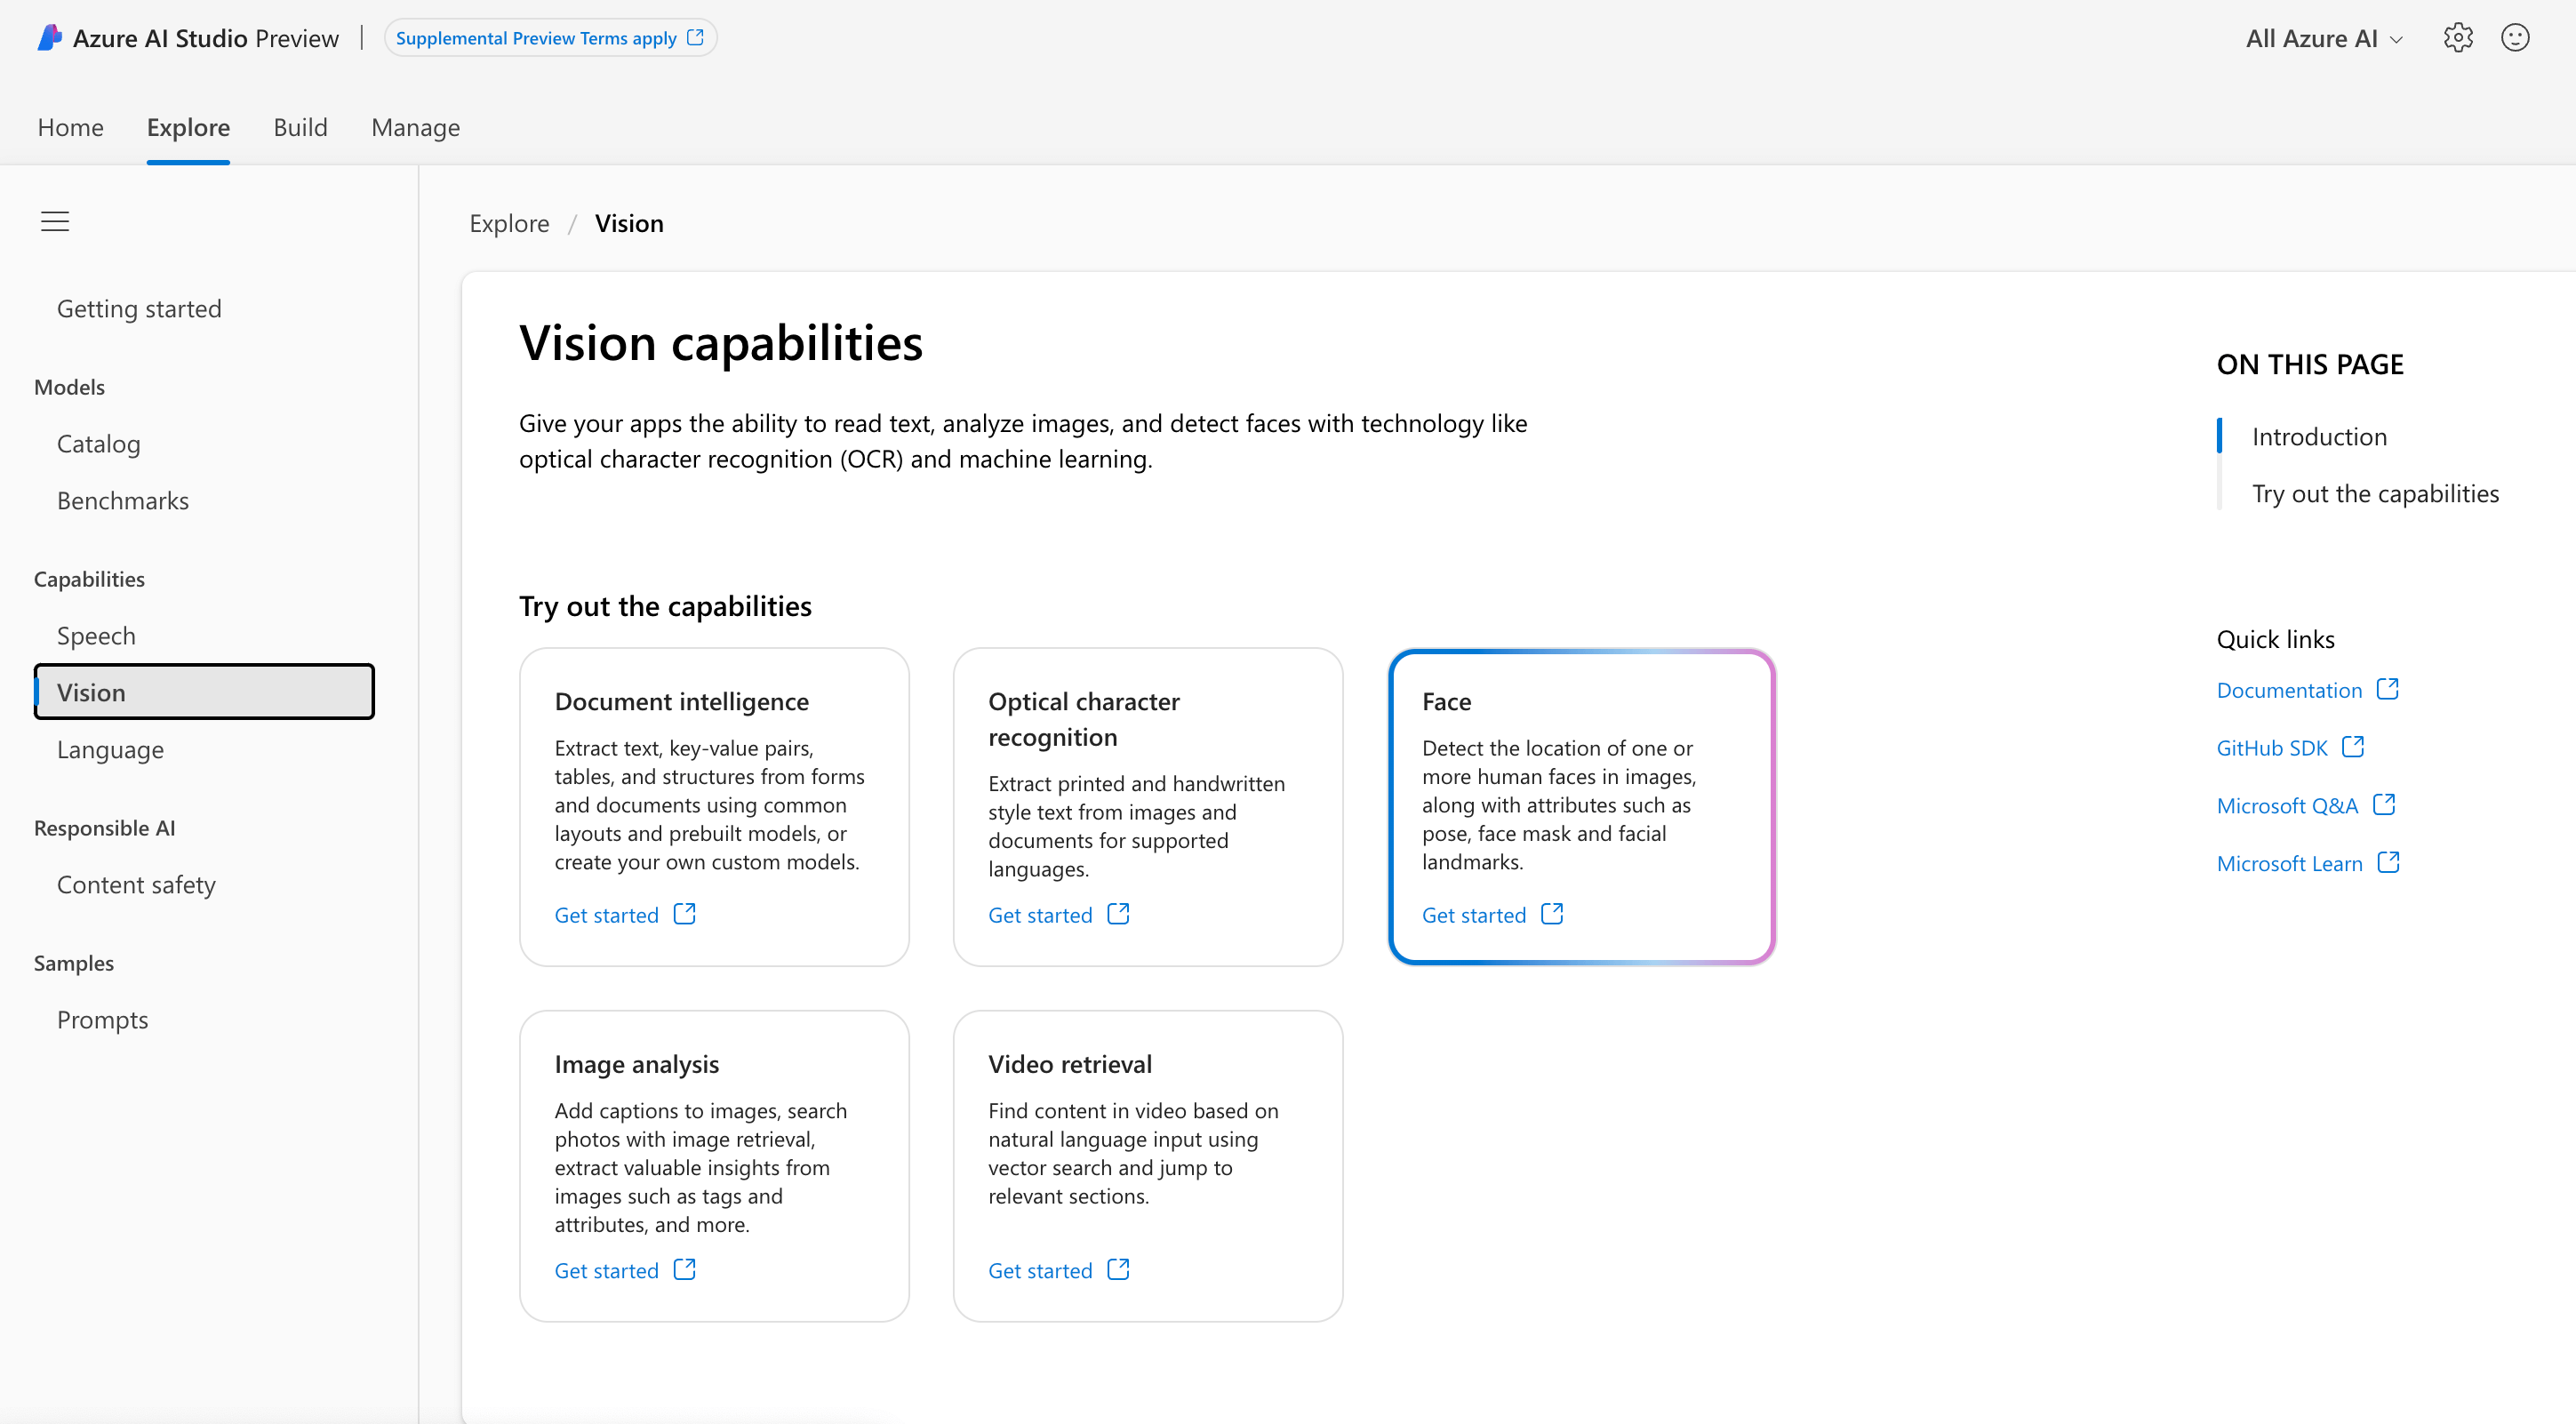 Azure AI Studio Preview
Supplemental Preview Terms apply
All Azure AI
Home
Explore
Build
Manage
Getting started
Models
Catalog
Benchmarks
Capabilities
Speech
Vision
Language
Responsible AI
Content safety
Samples
Prompts
Explore / Vision
Vision capabilities
Give your apps the ability to read text, analyze images, and detect faces with technology like
optical character recognition (OCR) and machine learning.
Try out the capabilities
Document intelligence
Extract text, key-value pairs,
tables, and structures from forms
and documents using common
layouts and prebuilt models, or
create your own custom models.
Get started
Optical character
recognition
Extract printed and handwritten
style text from images and
documents for supported
languages.
Get started
Face
Detect the location of one or
more human faces in images,
along with attributes such as
pose, face mask and facial
landmarks.
Get started
Image analysis
Add captions to images, search
photos with image retrieval,
extract valuable insights from
images such as tags and
attributes, and more.
Get started
Video retrieval
Find content in video based on
natural language input using
vector search and jump to
relevant sections.
Get started
ON THIS PAGE
Introduction
Try out the capabilities
Quick links
Documentation
GitHub SDK
Microsoft Q&A
Microsoft Learn